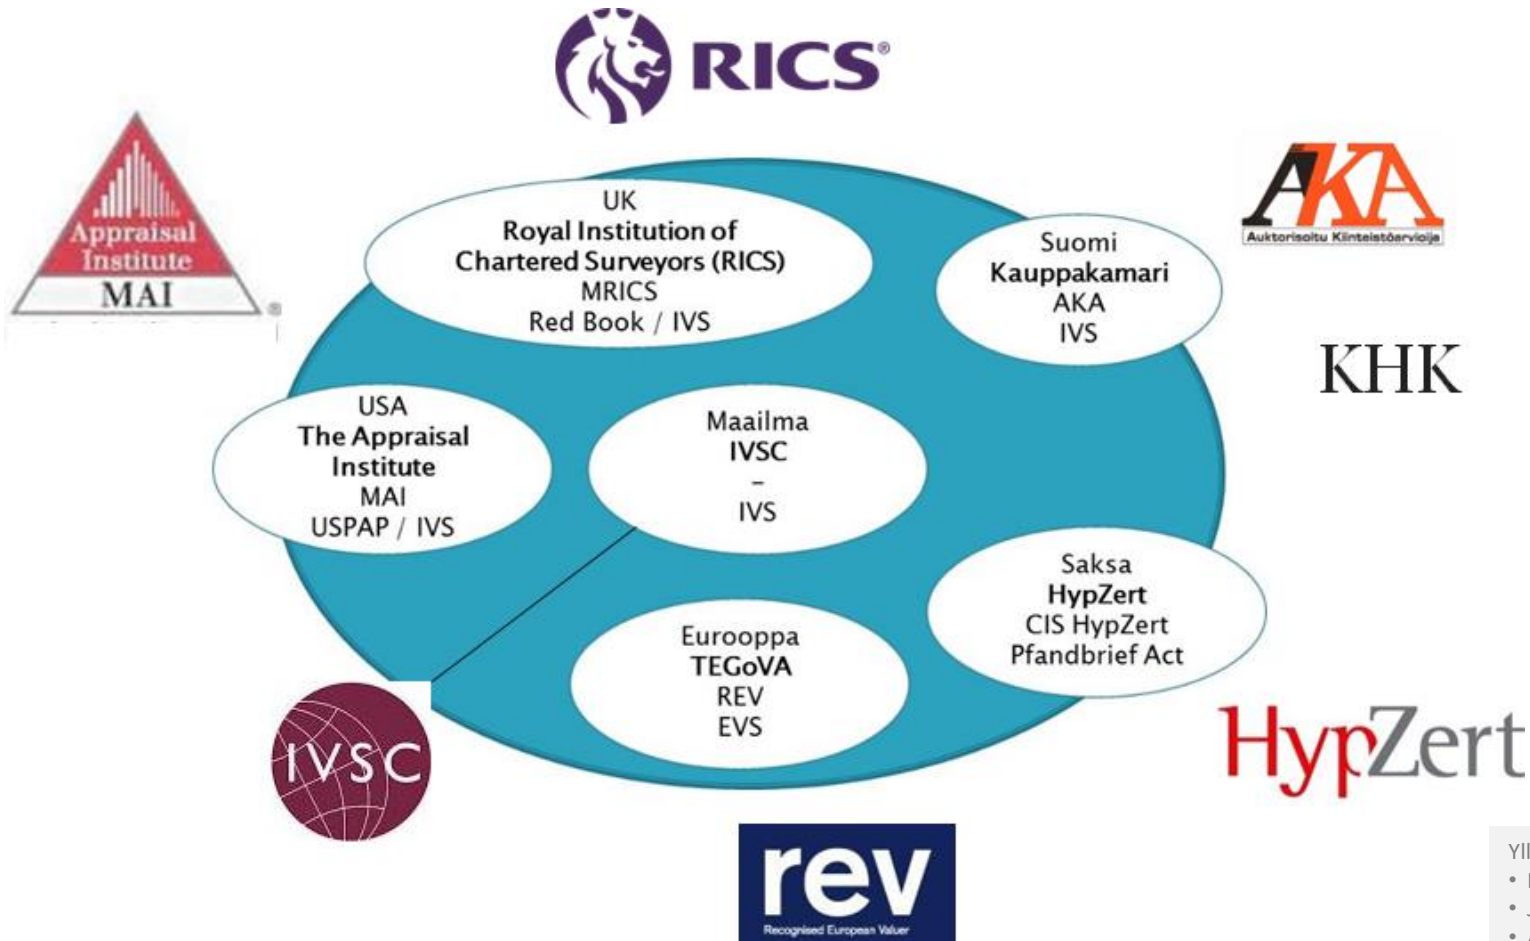 RICS®
Appraisal
Institute
MAI
®
AKA
Auktorisoitu Kiinteistöarvioija
KHK
UK
Royal Institution of
Chartered Surveyors (RICS)
MRICS
Red Book / IVS
Suomi
Kauppakamari
AKA
IVS
USA
The Appraisal
Institute
MAI
USPAP / IVS
Maailma
IVSC
–
IVS
Saksa
HypZert
CIS HypZert
Pfandbrief Act
Eurooppa
TEGoVA
REV
EVS
IVSC
HypZert
rev
Recognised European Valuer